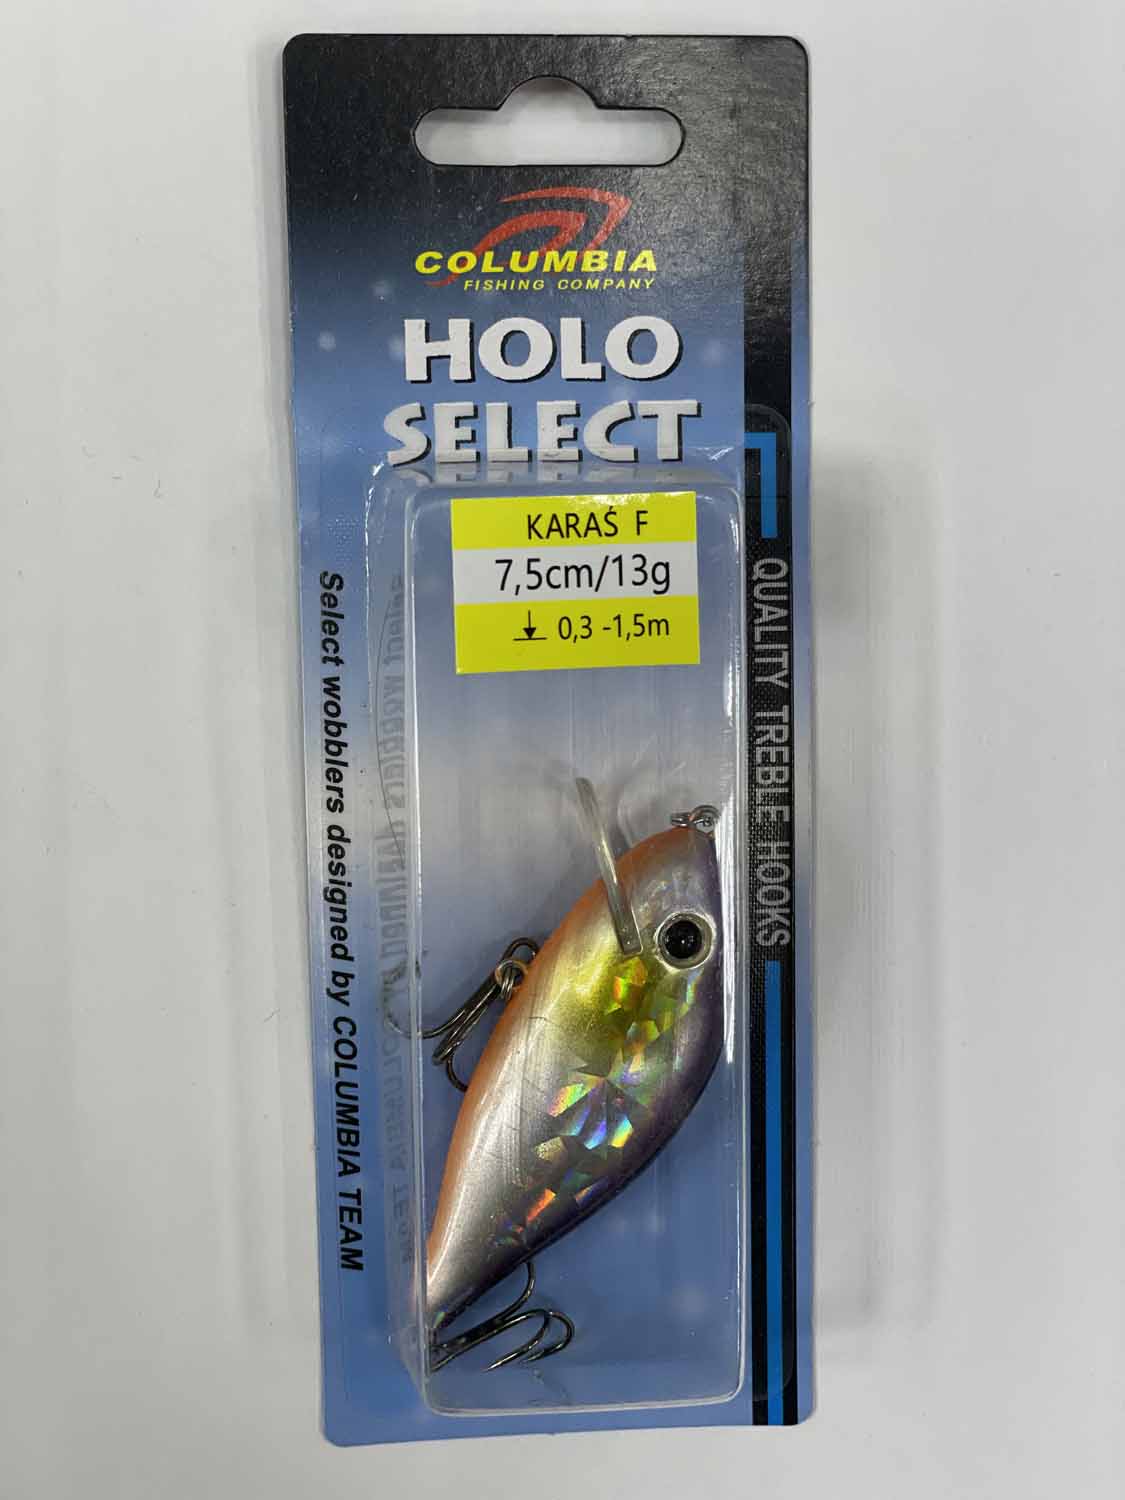 COLUMBIA
FISHING COMPANY
HOLO
SELECT
KARAŚ F
7,5cm/13g
0,3 -1,5m
Select wobblers designed by COLUMBIA TEAM
QUALITY TREBLE HOOKS